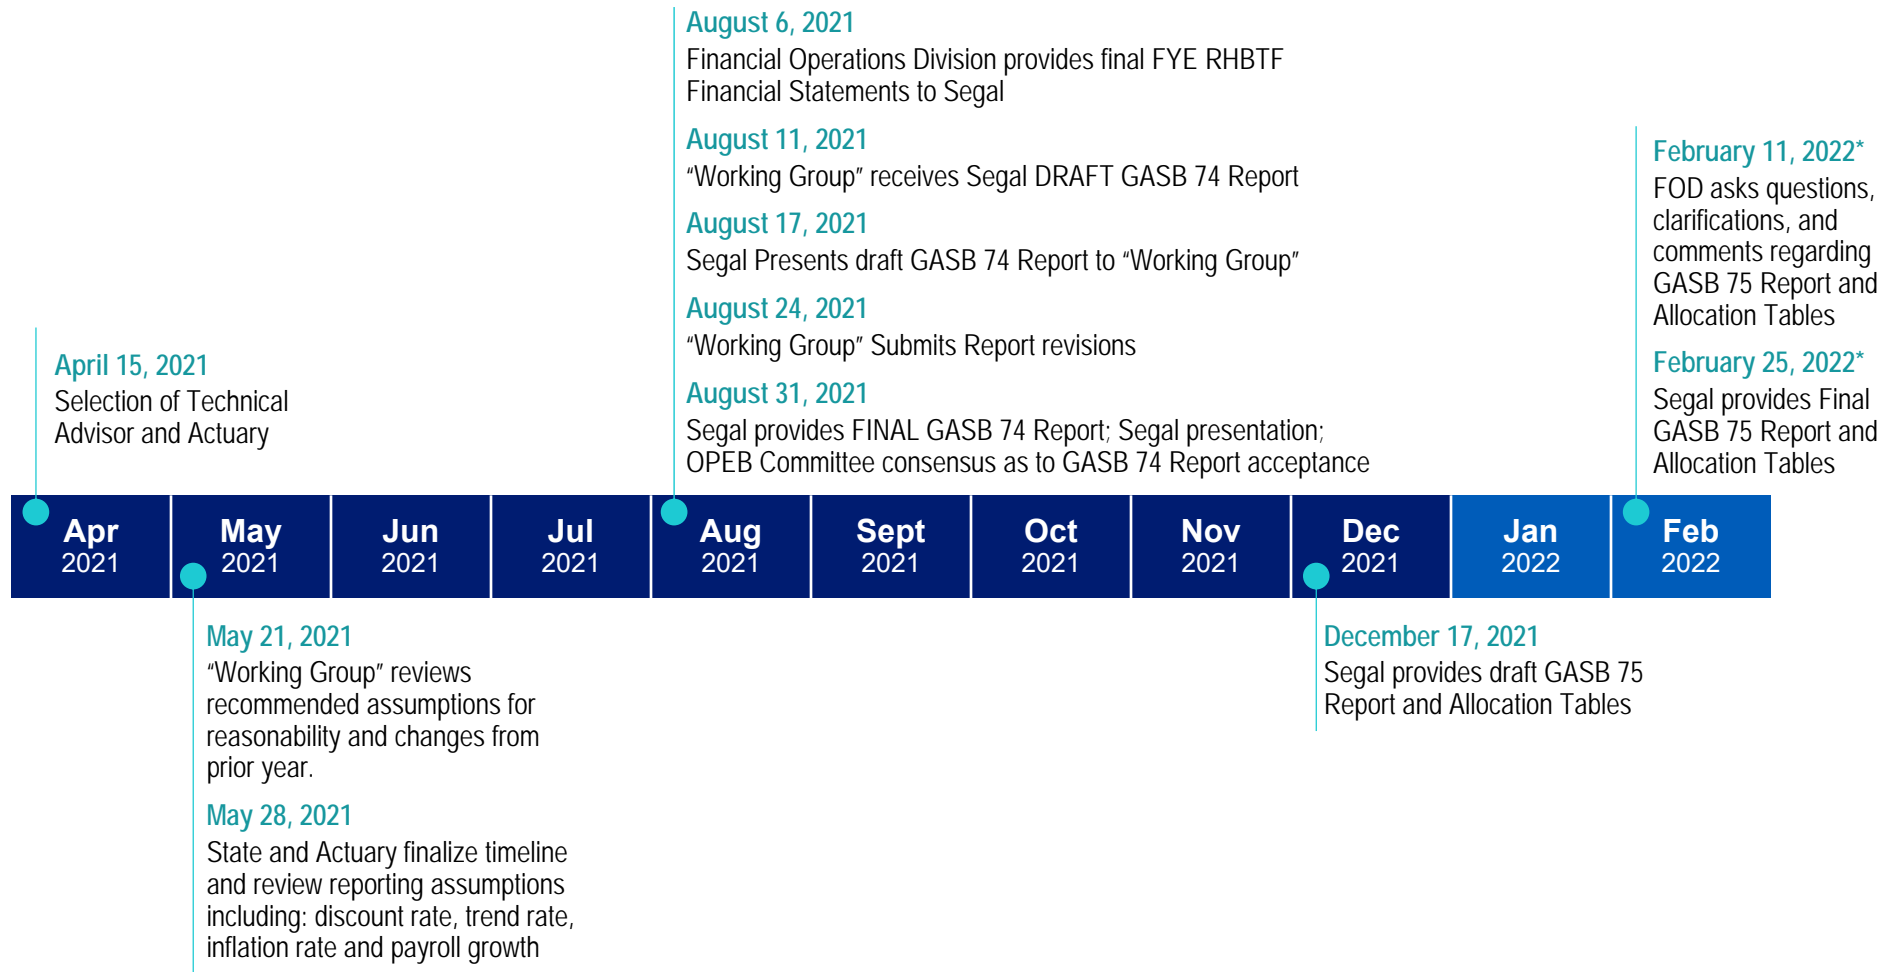 August 6, 2021
Financial Operations Division provides final FYE RHBTF
Financial Statements to Segal
August 11, 2021
“Working Group” receives Segal DRAFT GASB 74 Report
August 17, 2021
Segal Presents draft GASB 74 Report to “Working Group”
August 24, 2021
“Working Group” Submits Report revisions
August 31, 2021
Segal provides FINAL GASB 74 Report; Segal presentation;
OPEB Committee consensus as to GASB 74 Report acceptance
February 11, 2022*
FOD asks questions,
clarifications, and
comments regarding
GASB 75 Report and
Allocation Tables
February 25, 2022*
Segal provides Final
GASB 75 Report and
Allocation Tables
April 15, 2021
Selection of Technical
Advisor and Actuary
Apr
2021
May
2021
Jun
2021
Jul
2021
Aug
2021
Sept
2021
Oct
2021
Nov
2021
Dec
2021
Jan
2022
Feb
2022
May 21, 2021
“Working Group” reviews
recommended assumptions for
reasonability and changes from
prior year.
May 28, 2021
State and Actuary finalize timeline
and review reporting assumptions
including: discount rate, trend rate,
inflation rate and payroll growth
December 17, 2021
Segal provides draft GASB 75
Report and Allocation Tables